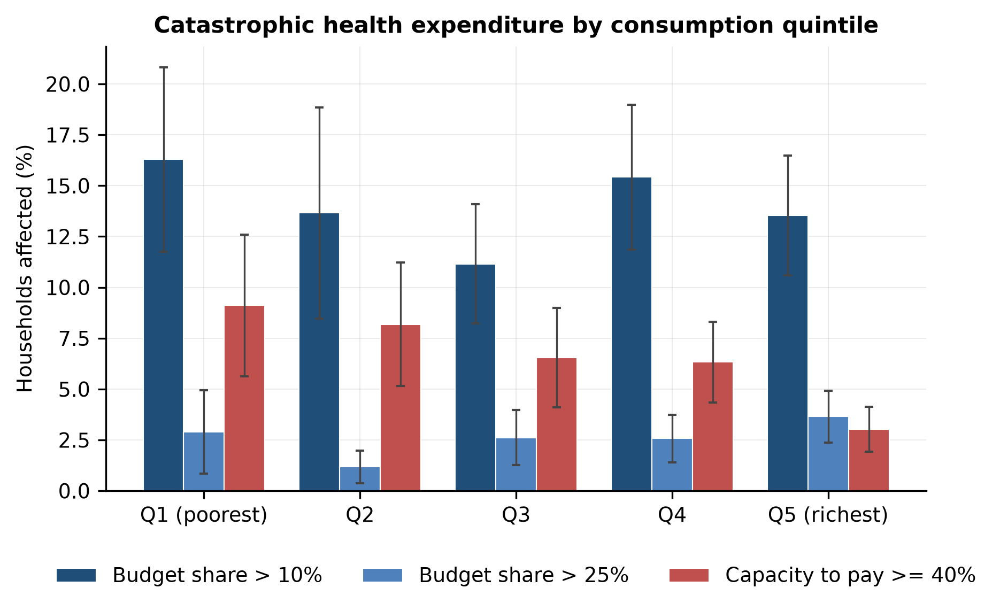 Catastrophic health expenditure by consumption quintile
Households affected (%)
20.0
17.5
15.0
12.5
10.0
7.5
5.0
2.5
0.0
Q1 (poorest) Q2 Q3 Q4 Q5 (richest)
Budget share > 10% Budget share > 25% Capacity to pay >= 40%